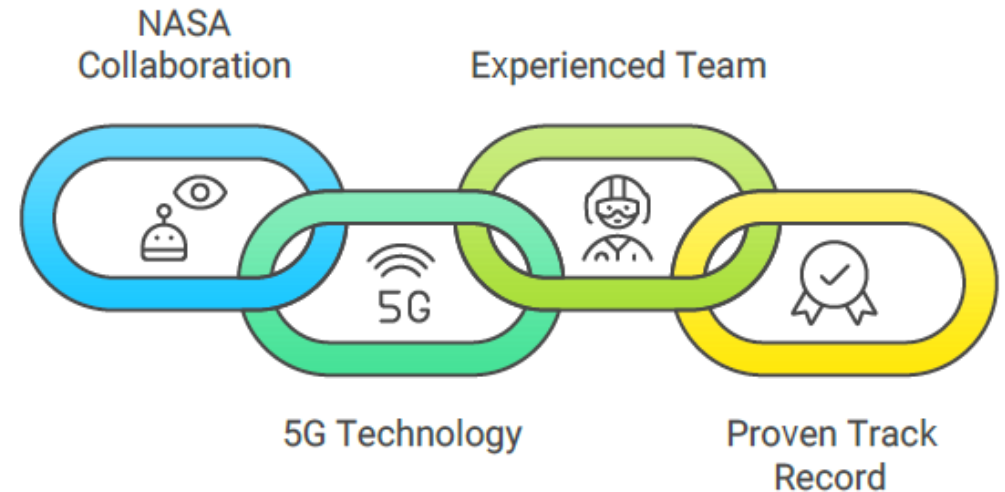 NASA
Collaboration
Experienced Team
5G
5G Technology
Proven Track
Record